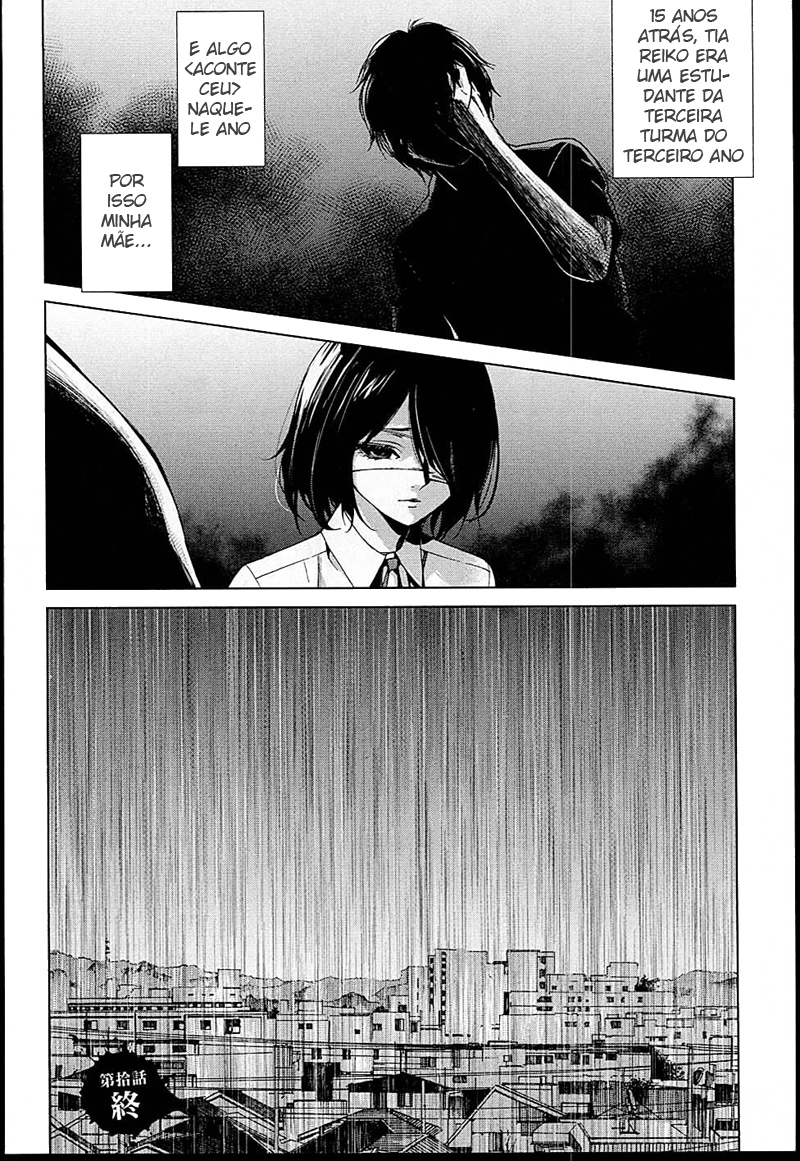 15 ANOS
ATRÁS, TIA
REIKO ERA
UMA ESTU-
DANTE DA
TERCEIRA
TURMA DO
TERCEIRO ANO
E ALGO
<ACONTE
CEU>
NAQUE-
LE ANO
POR
ISSO
MINHA
MÃE...
第拾話
終